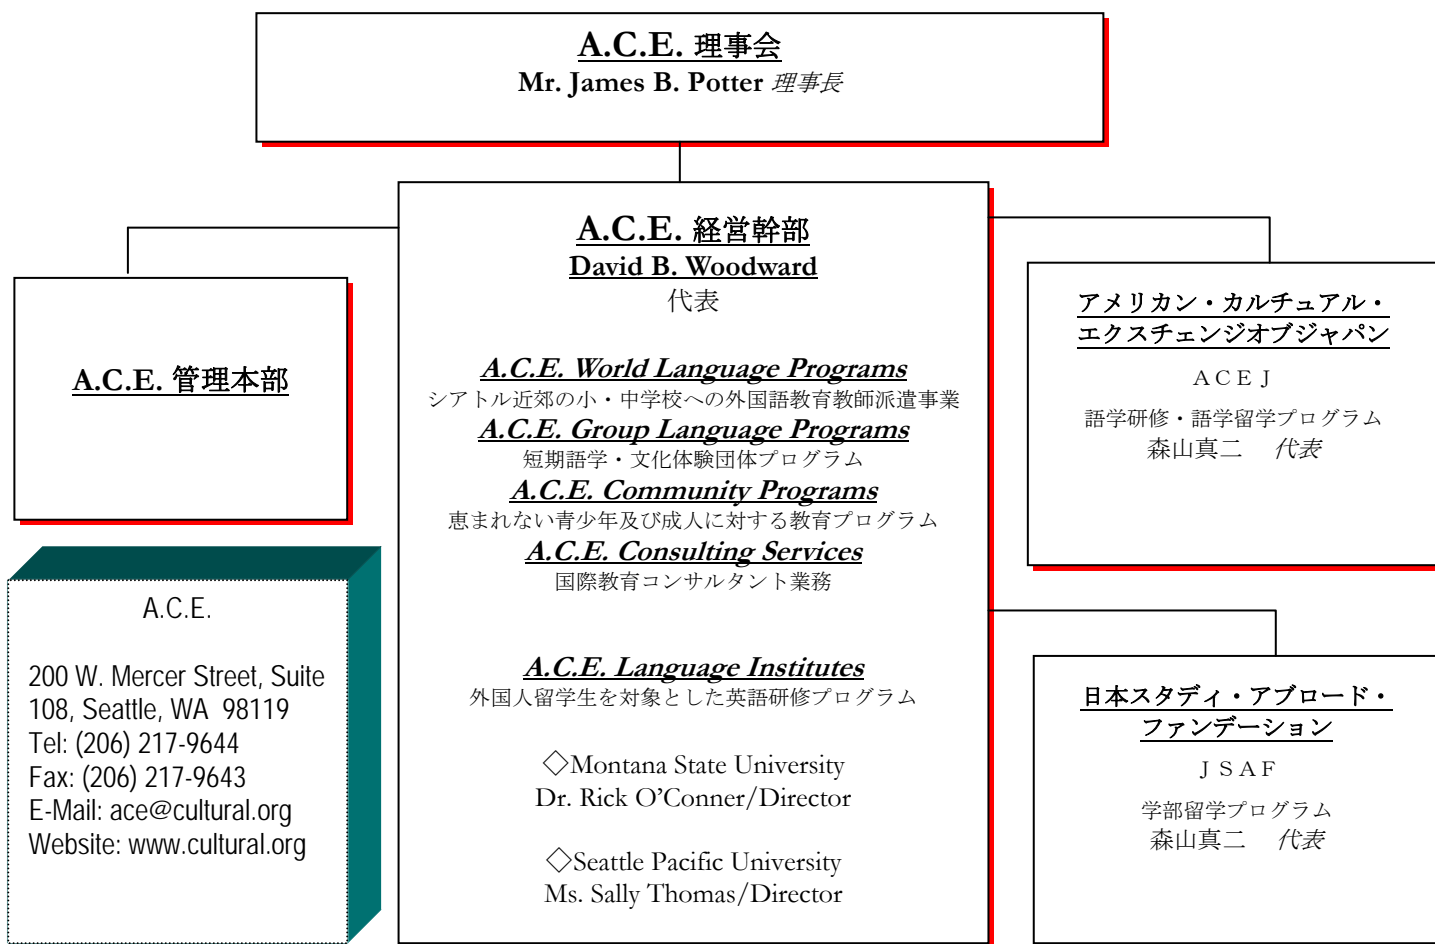 A.C.E. 理事会
Mr. James B. Potter 理事長
A.C.E. 経営幹部
David B. Woodward
代表
A.C.E. World Language Programs
シアトル近郊の小・中学校への外国語教育教師派遣事業
A.C.E. Group Language Programs
短期語学・文化体験団体プログラム
A.C.E. Community Programs
恵まれない青少年及び成人に対する教育プログラム
A.C.E. Consulting Services
国際教育コンサルタント業務
A.C.E. Language Institutes
外国人留学生を対象とした英語研修プログラム
◇Montana State University
Dr. Rick O’Conner/Director
◇Seattle Pacific University
Ms. Sally Thomas/Director
A.C.E. 管理本部
A.C.E.
200 W. Mercer Street, Suite
108, Seattle, WA 98119
Tel: (206) 217-9644
Fax: (206) 217-9643
E-Mail: ace@cultural.org
Website: www.cultural.org
アメリカン・カルチュアル・
エクスチェンジオブジャパン
ＡＣＥＪ
語学研修・語学留学プログラム
森山真二 代表
日本スタディ・アブロード・
ファンデーション
ＪＳＡＦ
学部留学プログラム
森山真二 代表